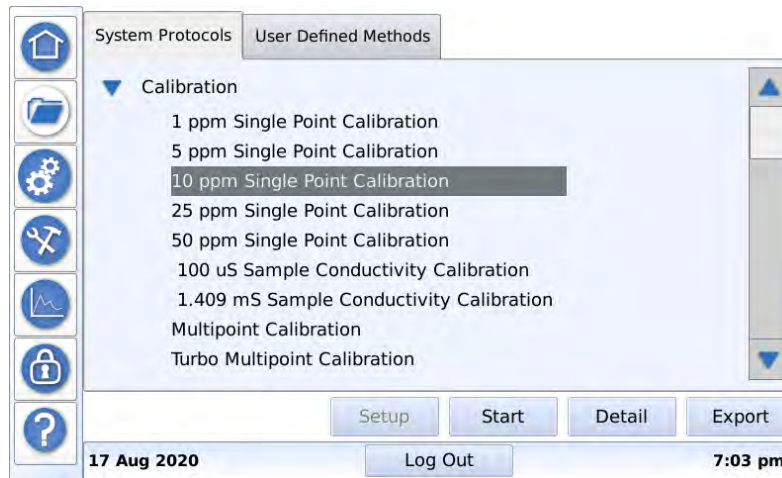 System Protocols User Defined Methods
Calibration
1 ppm Single Point Calibration
5 ppm Single Point Calibration
10 ppm Single Point Calibration
25 ppm Single Point Calibration
50 ppm Single Point Calibration
100 uS Sample Conductivity Calibration
1.409 mS Sample Conductivity Calibration
Multipoint Calibration
Turbo Multipoint Calibration
Setup Start Detail Export
17 Aug 2020 Log Out 7:03 pm